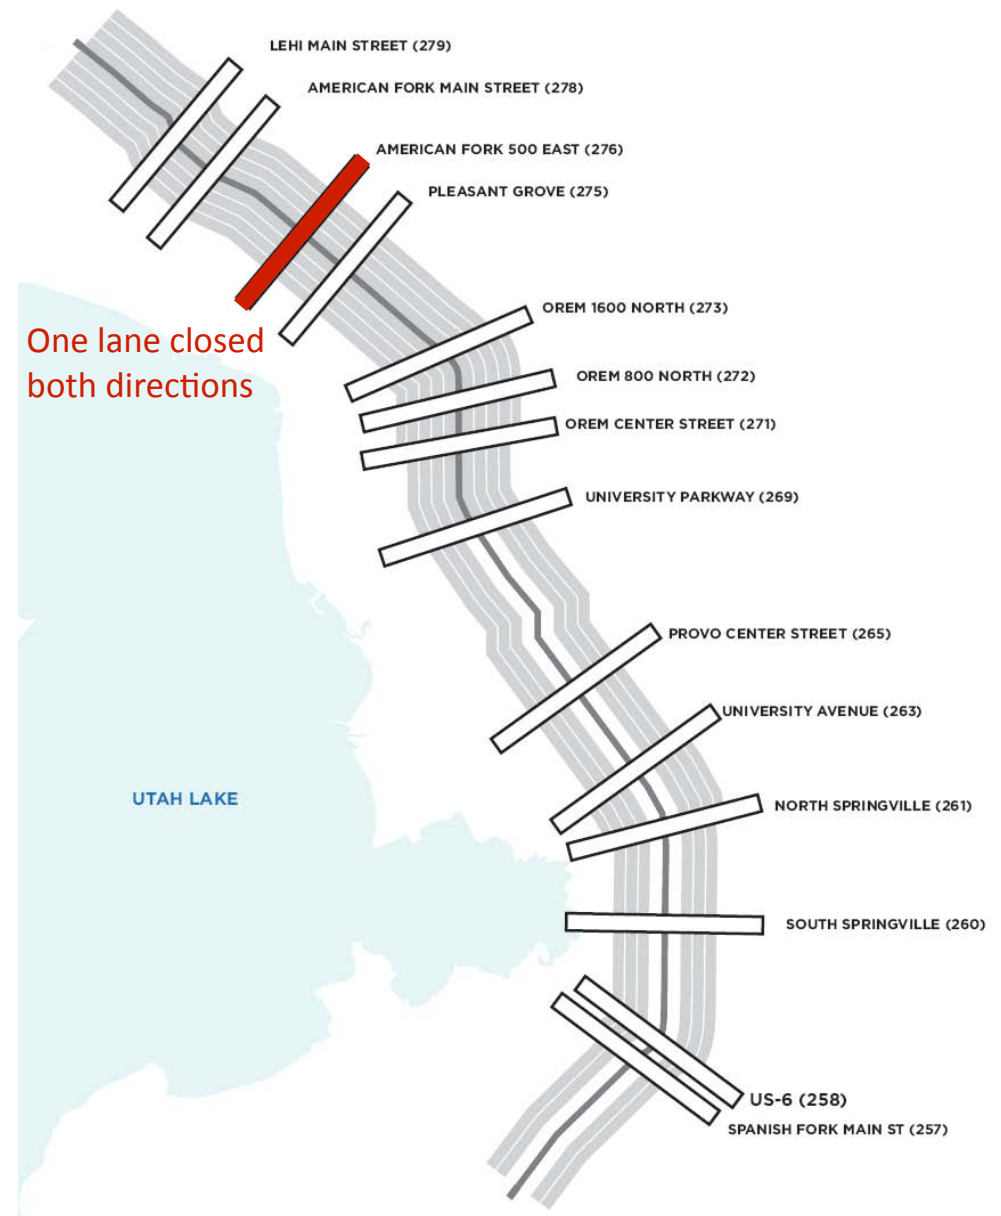 LEHI MAIN STREET (279)
AMERICAN FORK MAIN STREET (278)
AMERICAN FORK 500 EAST (276)
PLEASANT GROVE (275)
OREM 1600 NORTH (273)
One lane closed
both directions
OREM 800 NORTH (272)
OREM CENTER STREET (271)
UNIVERSITY PARKWAY (269)
PROVO CENTER STREET (265)
UNIVERSITY AVENUE (263)
UTAH LAKE
NORTH SPRINGVILLE (261)
SOUTH SPRINGVILLE (260)
US-6 (258)
SPANISH FORK MAIN ST (257)